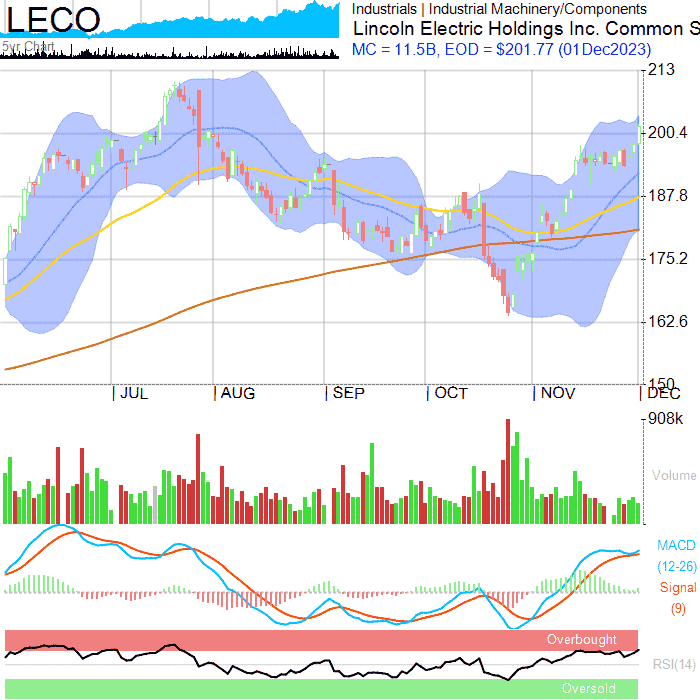 LECO
5yr Chart
Industrials | Industrial Machinery/Components
Lincoln Electric Holdings Inc. Common S
MC = 11.5B, EOD = $201.77 (01Dec2023)
213
200.4
187.8
175.2
162.6
150
JUL AUG SEP OCT NOV DEC
908k
Volume
MACD
(12-26)
Signal
(9)
Overbought
RSI(14)
Oversold